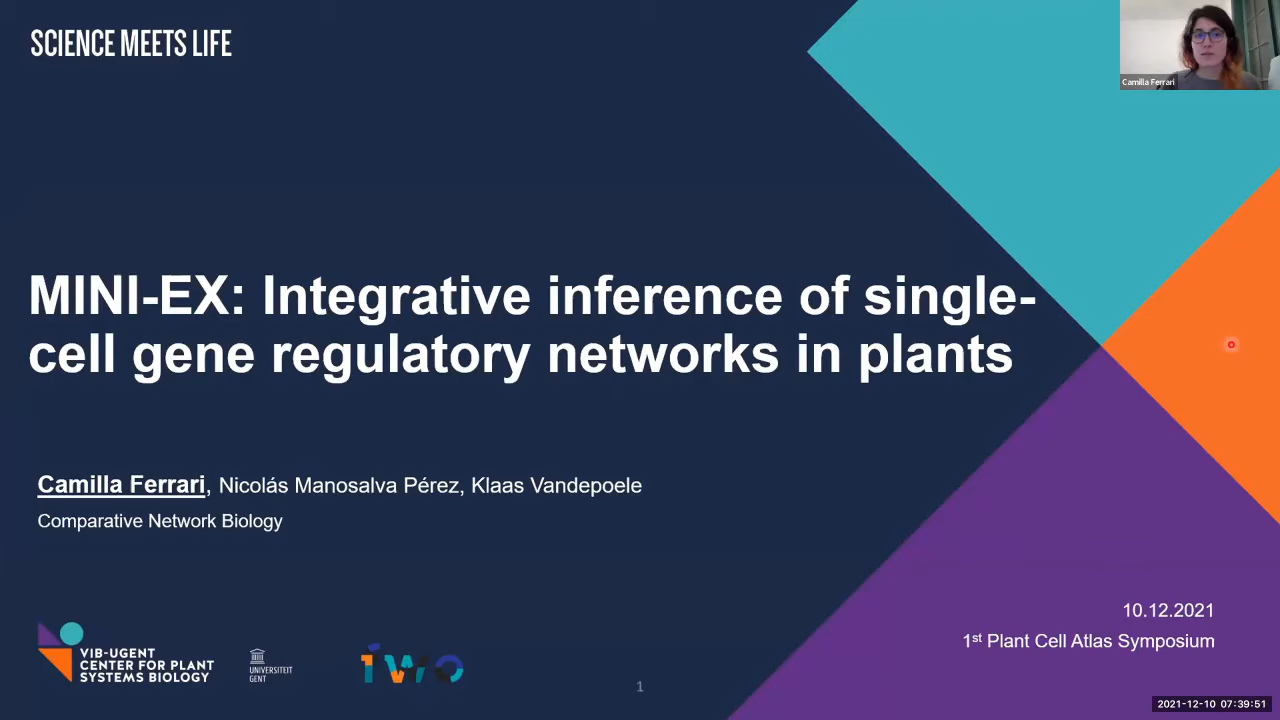 SCIENCE MEETS LIFE
Camilla Ferrari
MINI-EX: Integrative inference of single-
cell gene regulatory networks in plants
Camilla Ferrari, Nicolás Manosalva Pérez, Klaas Vandepoele
Comparative Network Biology
10.12.2021
1st Plant Cell Atlas Symposium
VIB-UGENT
CENTER FOR PLANT
SYSTEMS BIOLOGY
UNIVERSITEIT
GENT
fwo
1
2021-12-10 07:39:51